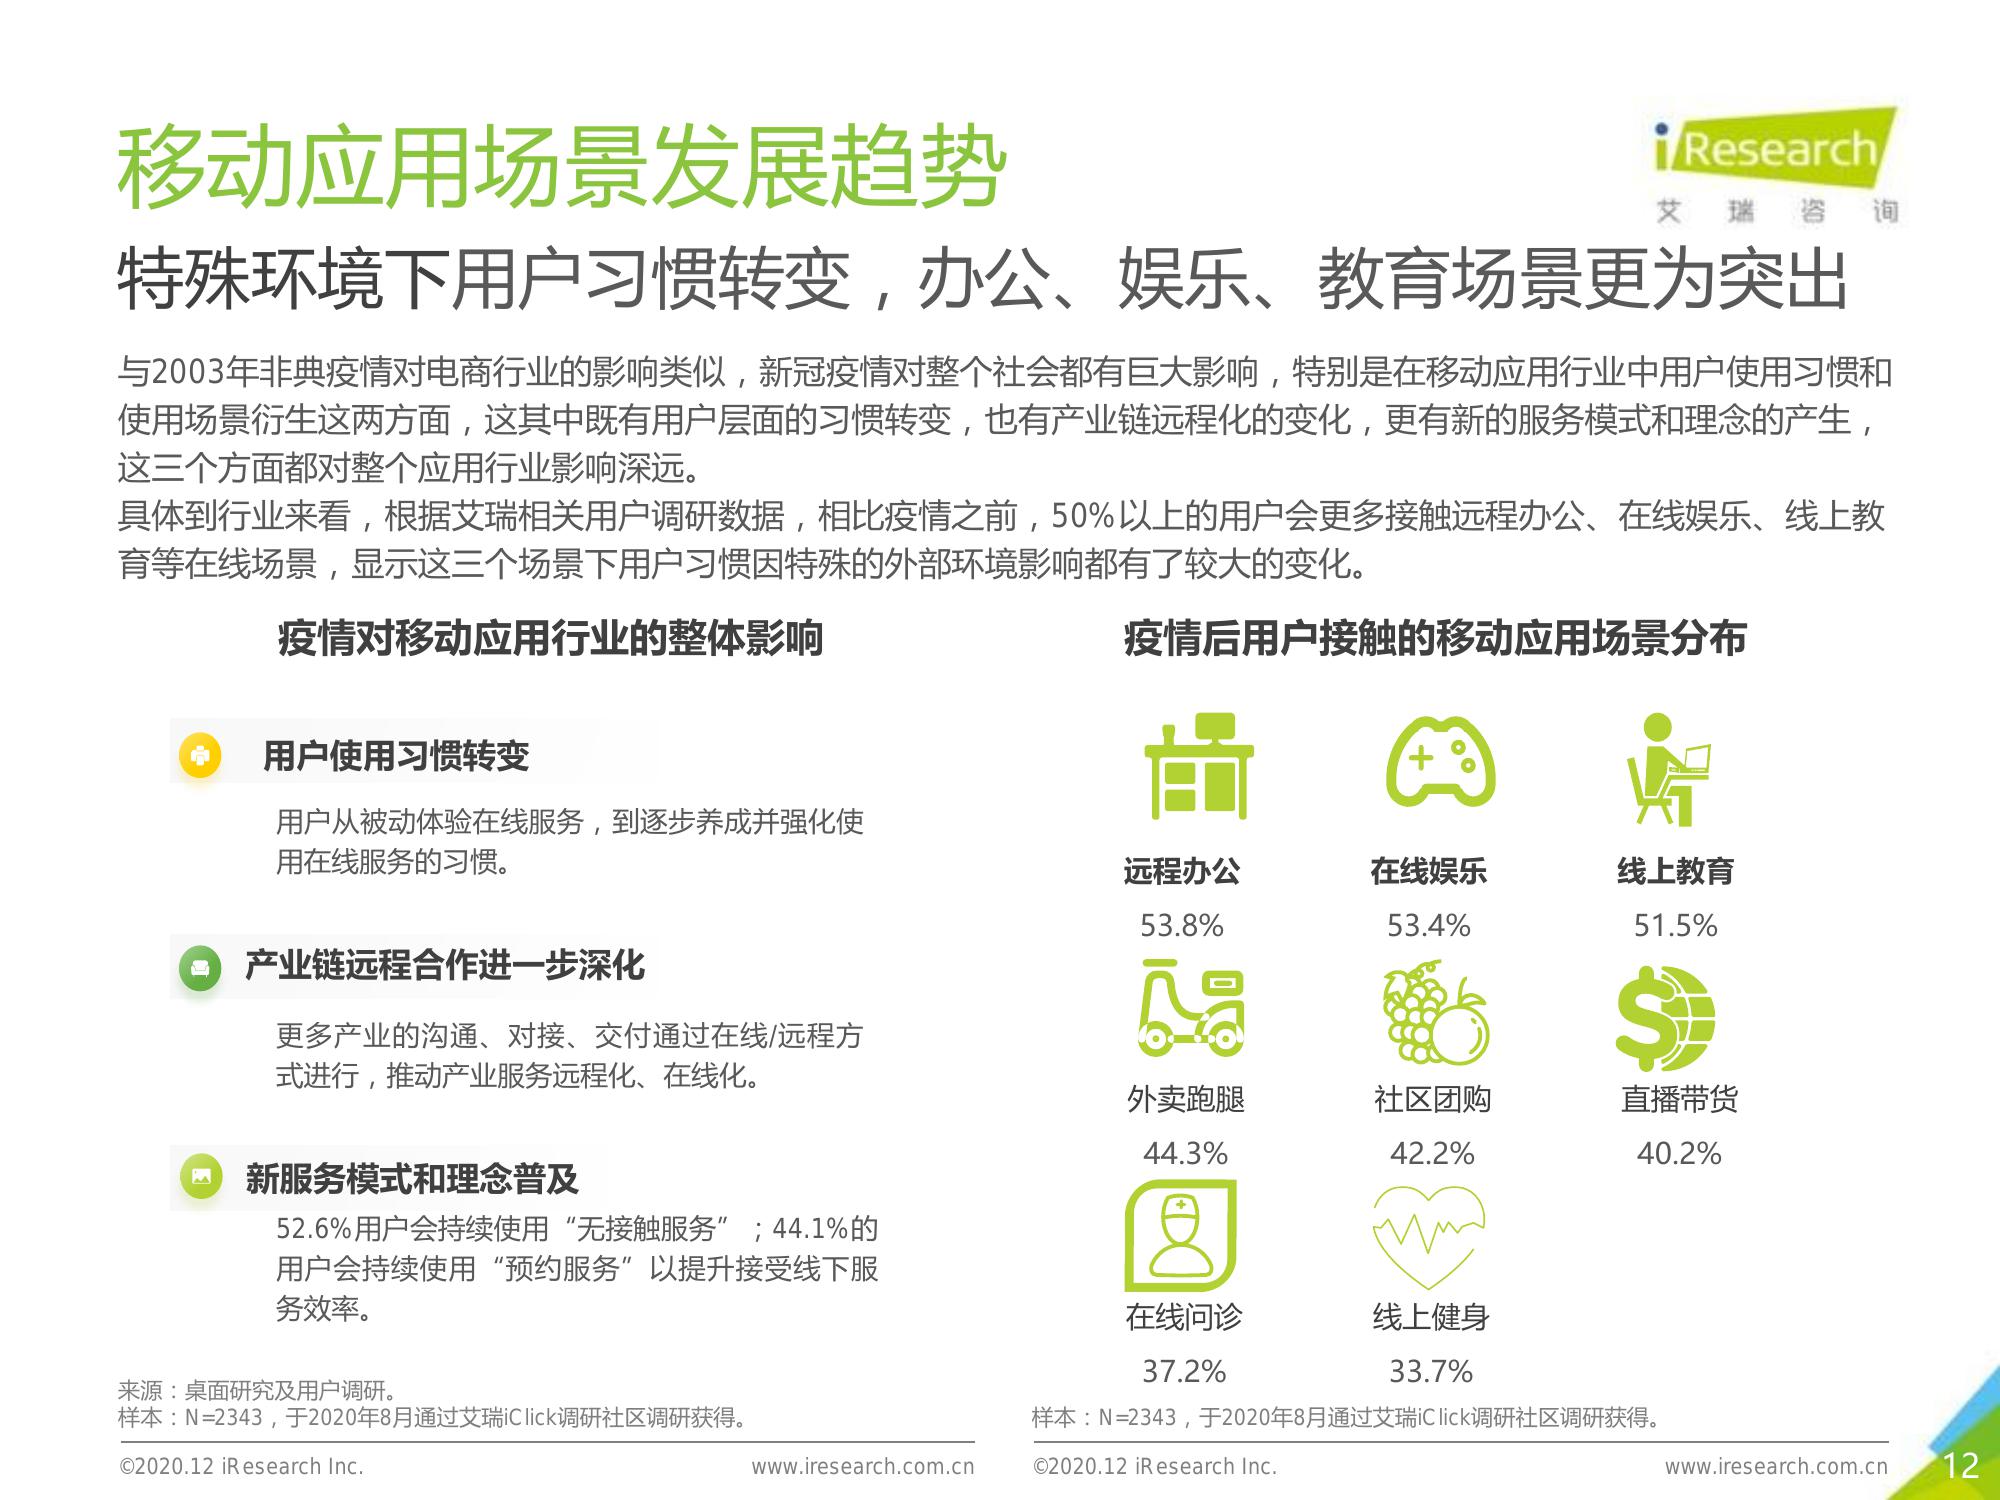 移动应用场景发展趋势
iResearch
艾 瑞 咨 询
特殊环境下用户习惯转变，办公、娱乐、教育场景更为突出
与2003年非典疫情对电商行业的影响类似，新冠疫情对整个社会都有巨大影响，特别是在移动应用行业中用户使用习惯和
使用场景衍生这两方面，这其中既有用户层面的习惯转变，也有产业链远程化的变化，更有新的服务模式和理念的产生，
这三个方面都对整个应用行业影响深远。
具体到行业来看，根据艾瑞相关用户调研数据，相比疫情之前，50%以上的用户会更多接触远程办公、在线娱乐、线上教
育等在线场景，显示这三个场景下用户习惯因特殊的外部环境影响都有了较大的变化。
疫情对移动应用行业的整体影响
用户使用习惯转变
用户从被动体验在线服务，到逐步养成并强化使
用在线服务的习惯。
产业链远程合作进一步深化
更多产业的沟通、对接、交付通过在线/远程方
式进行，推动产业服务远程化、在线化。
新服务模式和理念普及
52.6%用户会持续使用“无接触服务”；44.1%的
用户会持续使用“预约服务”以提升接受线下服
务效率。
疫情后用户接触的移动应用场景分布
远程办公 在线娱乐 线上教育
53.8% 53.4% 51.5%
外卖跑腿 社区团购 直播带货
44.3% 42.2% 40.2%
在线问诊 线上健身
37.2% 33.7%
来源：桌面研究及用户调研。
样本：N=2343，于2020年8月通过艾瑞iClick调研社区调研获得。
样本：N=2343，于2020年8月通过艾瑞iClick调研社区调研获得。
©2020.12 iResearch Inc. www.iresearch.com.cn
©2020.12 iResearch Inc. www.iresearch.com.cn
12